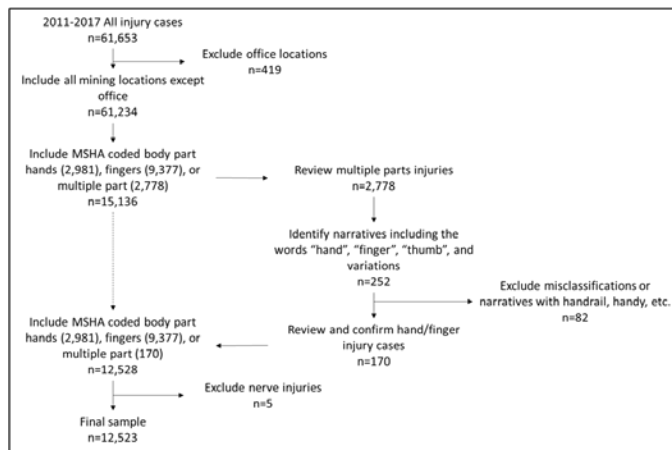 2011-2017 All injury cases
n=61,653
Exclude office locations
n=419
Include all mining locations except
office
n=61,234
Include MSHA coded body part
hands (2,981), fingers (9,377), or
multiple part (2,778)
n=15,136
Review multiple parts injuries
n=2,778
Identify narratives including the
words “hand”, “finger”, “thumb”, and
variations
n=252
Exclude misclassifications or
narratives with handrail, handy, etc.
n=82
Review and confirm hand/finger
injury cases
n=170
Include MSHA coded body part
hands (2,981), fingers (9,377), or
multiple part (170)
n=12,528
Exclude nerve injuries
n=5
Final sample
n=12,523